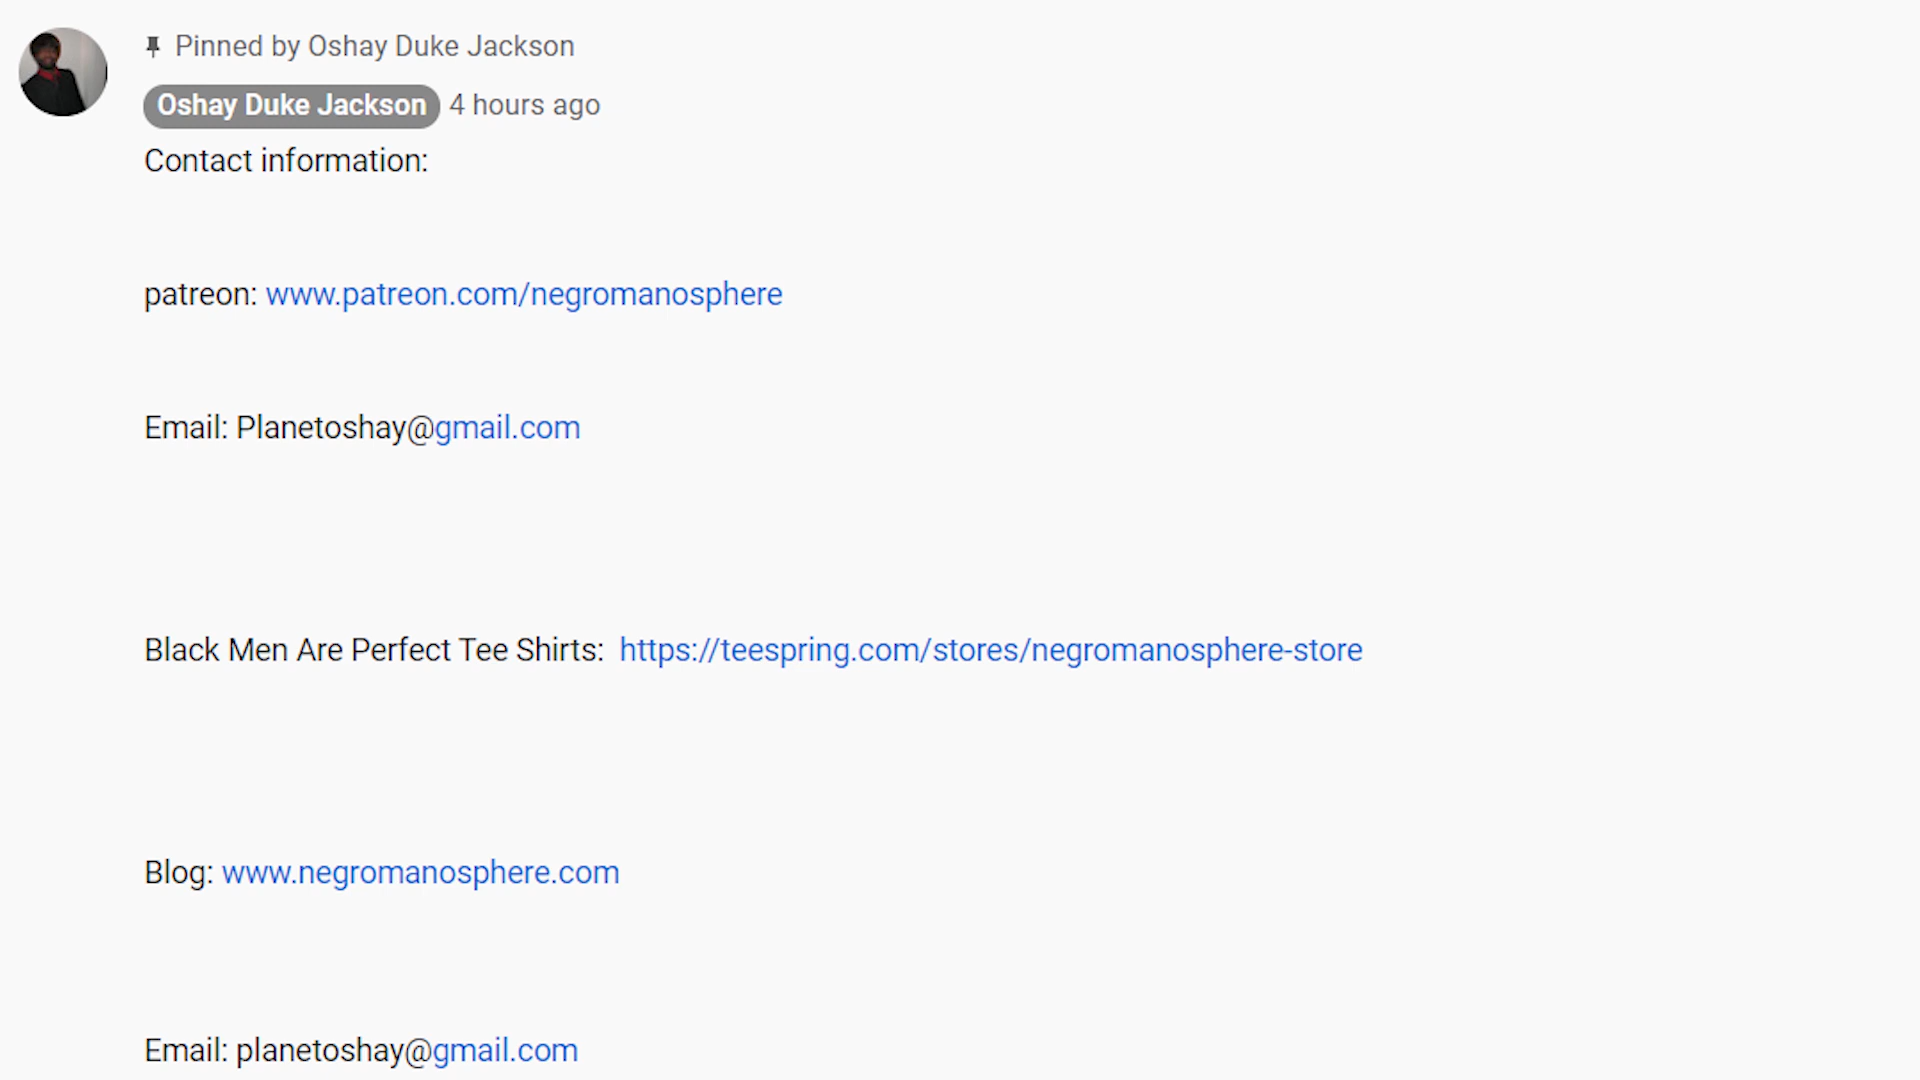 Pinned by Oshay Duke Jackson
Oshay Duke Jackson 4 hours ago
Contact information:
patreon: www.patreon.com/negromanosphere
Email: Planetoshay@gmail.com
Black Men Are Perfect Tee Shirts:  https://teespring.com/stores/negromanosphere-store
Blog: www.negromanosphere.com
Email: planetoshay@gmail.com